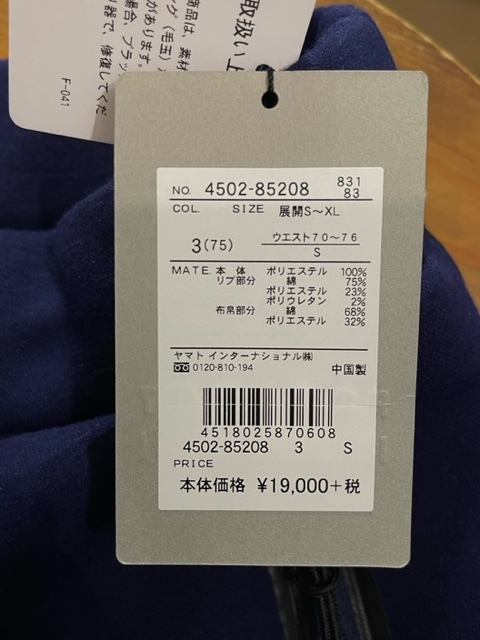 取扱い上
商品は、素材
グ（毛玉）
があります。
場合、ブラッ
器で、修復してくだ
F-041
NO. 4502-85208 831
83
COL. SIZE 展開S～XL
3(75) ウエスト70～76
S
MATE. 本体 ポリエステル 100%
リブ部分 綿 75%
ポリエステル 23%
ポリウレタン 2%
布帛部分 綿 68%
ポリエステル 32%
ヤマト インターナショナル㈱
0120-810-194 中国製
4518025870608
4502-85208 3 S
PRICE
本体価格 ¥19,000+税